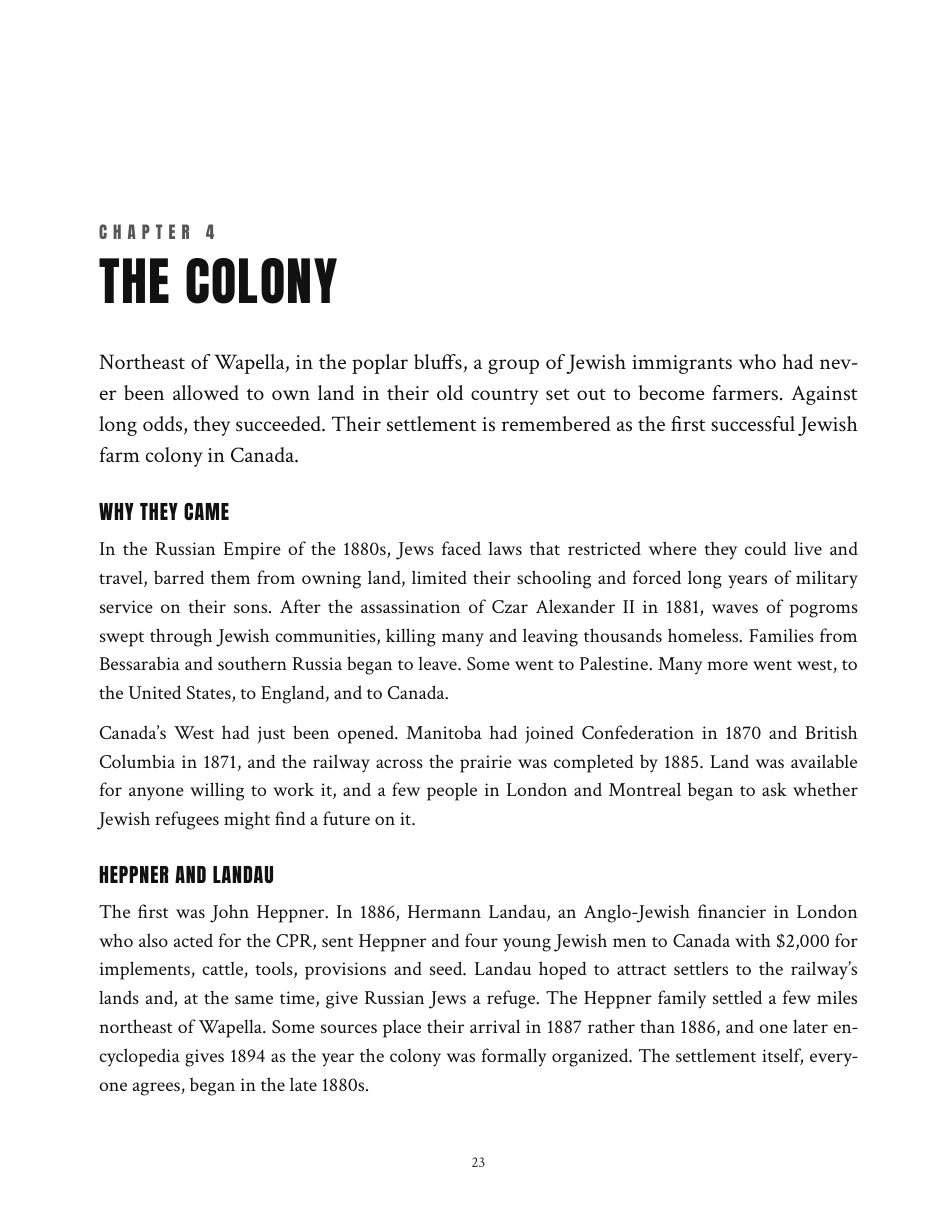 CHAPTER 4
THE COLONY
Northeast of Wapella, in the poplar bluffs, a group of Jewish immigrants who had nev-
er been allowed to own land in their old country set out to become farmers. Against
long odds, they succeeded. Their settlement is remembered as the first successful Jewish
farm colony in Canada.
WHY THEY CAME
In the Russian Empire of the 1880s, Jews faced laws that restricted where they could live and
travel, barred them from owning land, limited their schooling and forced long years of military
service on their sons. After the assassination of Czar Alexander II in 1881, waves of pogroms
swept through Jewish communities, killing many and leaving thousands homeless. Families from
Bessarabia and southern Russia began to leave. Some went to Palestine. Many more went west, to
the United States, to England, and to Canada.
Canada’s West had just been opened. Manitoba had joined Confederation in 1870 and British
Columbia in 1871, and the railway across the prairie was completed by 1885. Land was available
for anyone willing to work it, and a few people in London and Montreal began to ask whether
Jewish refugees might find a future on it.
HEPPNER AND LANDAU
The first was John Heppner. In 1886, Hermann Landau, an Anglo-Jewish financier in London
who also acted for the CPR, sent Heppner and four young Jewish men to Canada with $2,000 for
implements, cattle, tools, provisions and seed. Landau hoped to attract settlers to the railway’s
lands and, at the same time, give Russian Jews a refuge. The Heppner family settled a few miles
northeast of Wapella. Some sources place their arrival in 1887 rather than 1886, and one later en-
cyclopedia gives 1894 as the year the colony was formally organized. The settlement itself, every-
one agrees, began in the late 1880s.
23